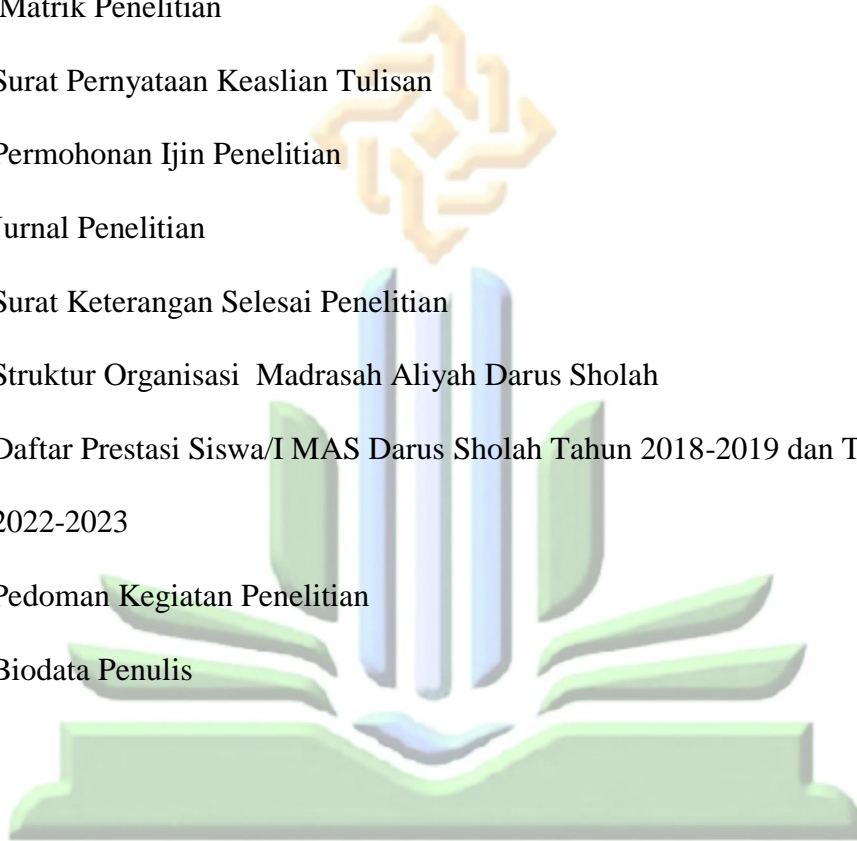 Matrik Penelitian
Surat Pernyataan Keaslian Tulisan
Permohonan Ijin Penelitian
Jurnal Penelitian
Surat Keterangan Selesai Penelitian
Struktur Organisasi Madrasah Aliyah Darus Sholah
Daftar Prestasi Siswa/I MAS Darus Sholah Tahun 2018-2019 dan T
2022-2023
Pedoman Kegiatan Penelitian
Biodata Penulis